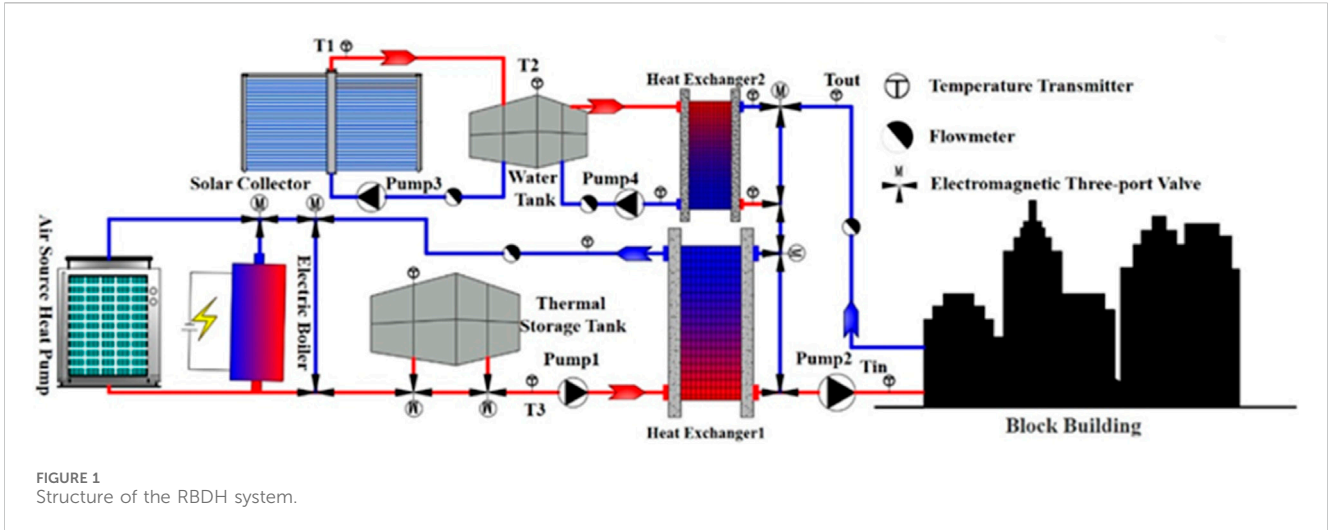 T1
T2
Heat Exchanger2
M
Tout
T Temperature Transmitter
Flowmeter
M
Electromagnetic Three-port Valve
Solar Collector
Pump3
Water
Tank
Pump4
M
M
M
Air Source Heat Pump
Electric Boiler
Thermal
Storage Tank
Pump1
Pump2
Tin
M
M
T3
Heat Exchanger1
Block Building
FIGURE 1
Structure of the RBDH system.